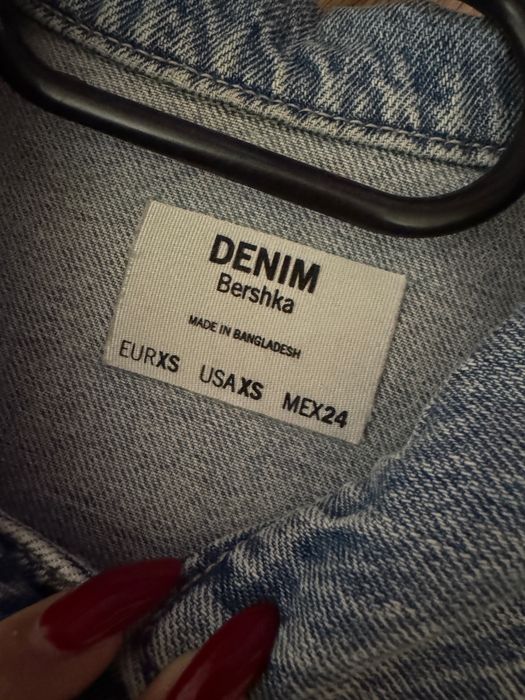 DENIM
Bershka
MADE IN BANGLADESH
EURXS USAXS MEX24